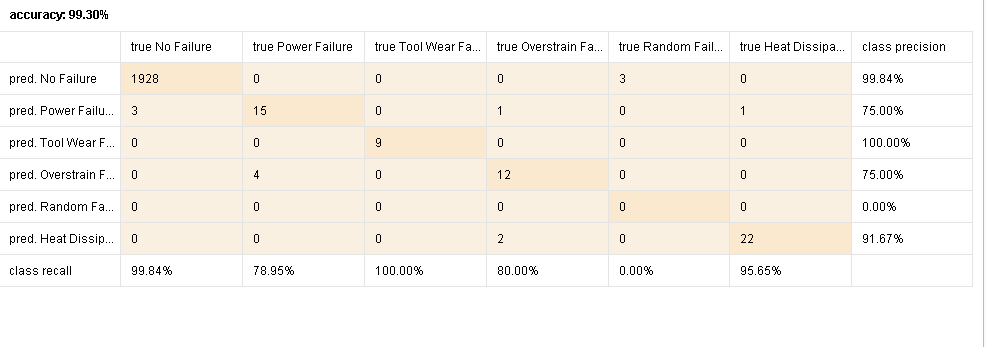 accuracy: 99.30%
true No Failure true Power Failure true Tool Wear Fa... true Overstrain Fa... true Random Fail... true Heat Dissipa... class precision
pred. No Failure 1928 0 0 0 3 0 99.84%
pred. Power Failu... 3 15 0 1 0 1 75.00%
pred. Tool Wear F... 0 0 9 0 0 0 100.00%
pred. Overstrain F... 0 4 0 12 0 0 75.00%
pred. Random Fa... 0 0 0 0 0 0 0.00%
pred. Heat Dissip... 0 0 0 2 0 22 91.67%
class recall 99.84% 78.95% 100.00% 80.00% 0.00% 95.65%